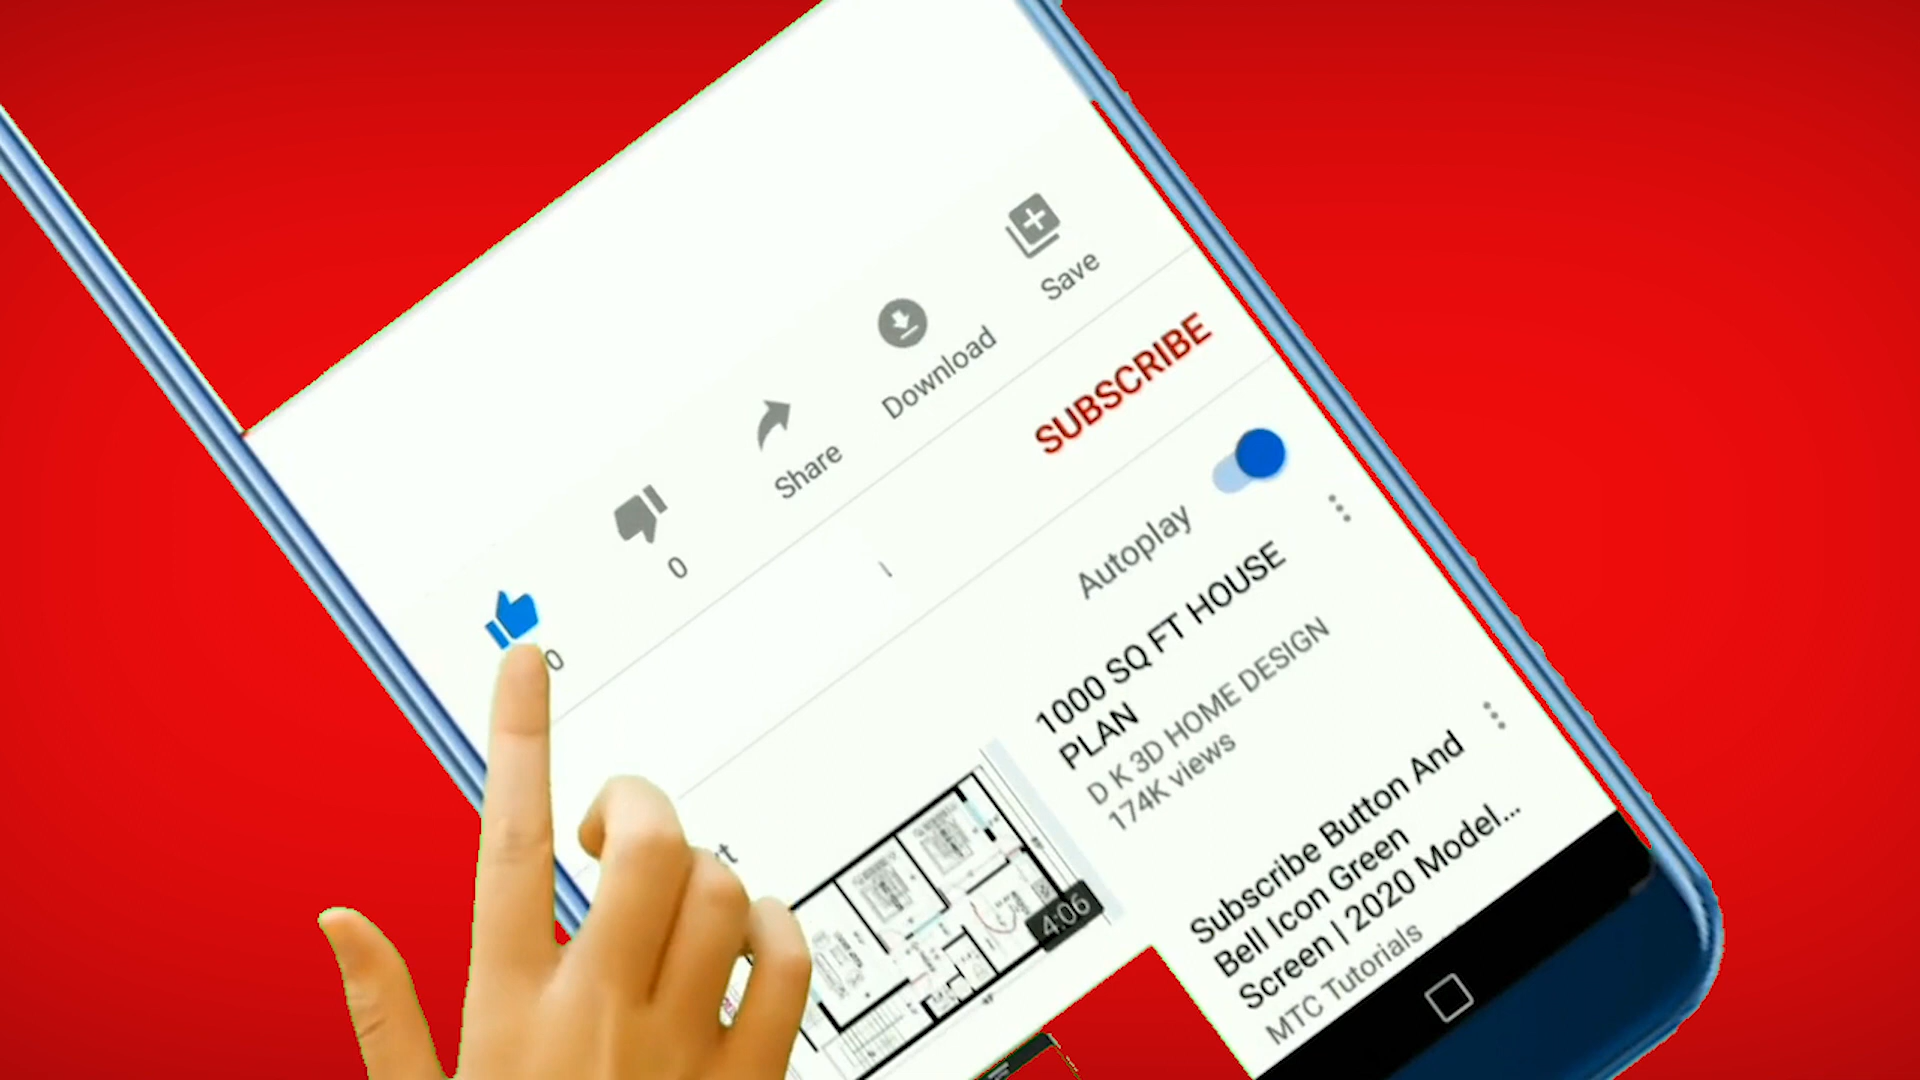 0
0
Share
Download
Save
SUBSCRIBE
Autoplay
1000 SQ FT HOUSE
PLAN
D K 3D HOME DESIGN
174K views
4:06
Subscribe Button And
Bell Icon Green
Screen | 2020 Model...
MTC Tutorials